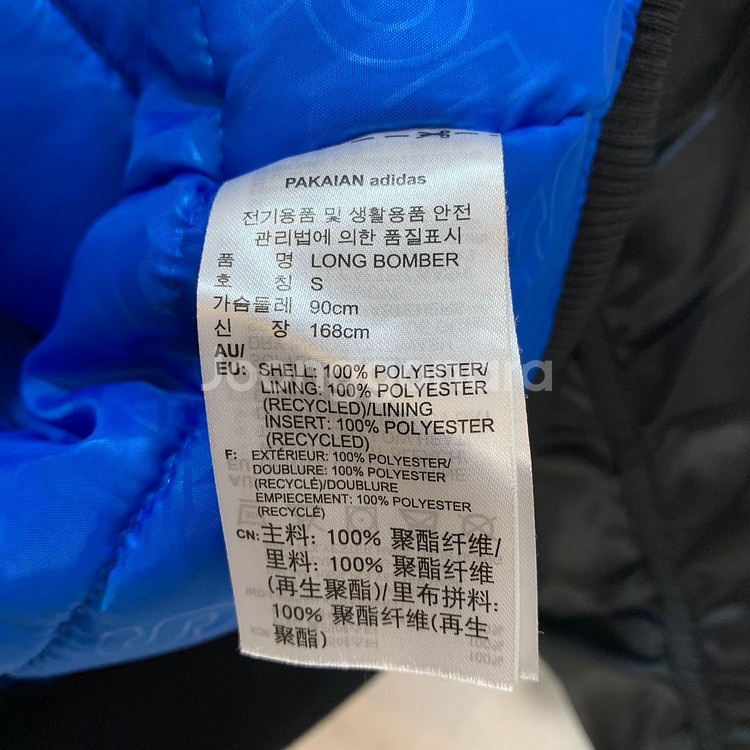 PAKAIAN adidas
전기용품 및 생활용품 안전
관리법에 의한 품질표시
품 명 LONG BOMBER
호 칭 S
가슴둘레 90cm
신 장 168cm
AU/
EU: SHELL: 100% POLYESTER/
LINING: 100% POLYESTER
(RECYCLED)/LINING
INSERT: 100% POLYESTER
(RECYCLED)
F: EXTÉRIEUR: 100% POLYESTER/
DOUBLURE: 100% POLYESTER
(RECYCLÉ)/DOUBLURE
EMPIECEMENT: 100% POLYESTER
(RECYCLÉ)
CN: 主料: 100% 聚酯纤维/
里料: 100% 聚酯纤维
(再生聚酯)/里布拼料:
100% 聚酯纤维(再生
聚酯)